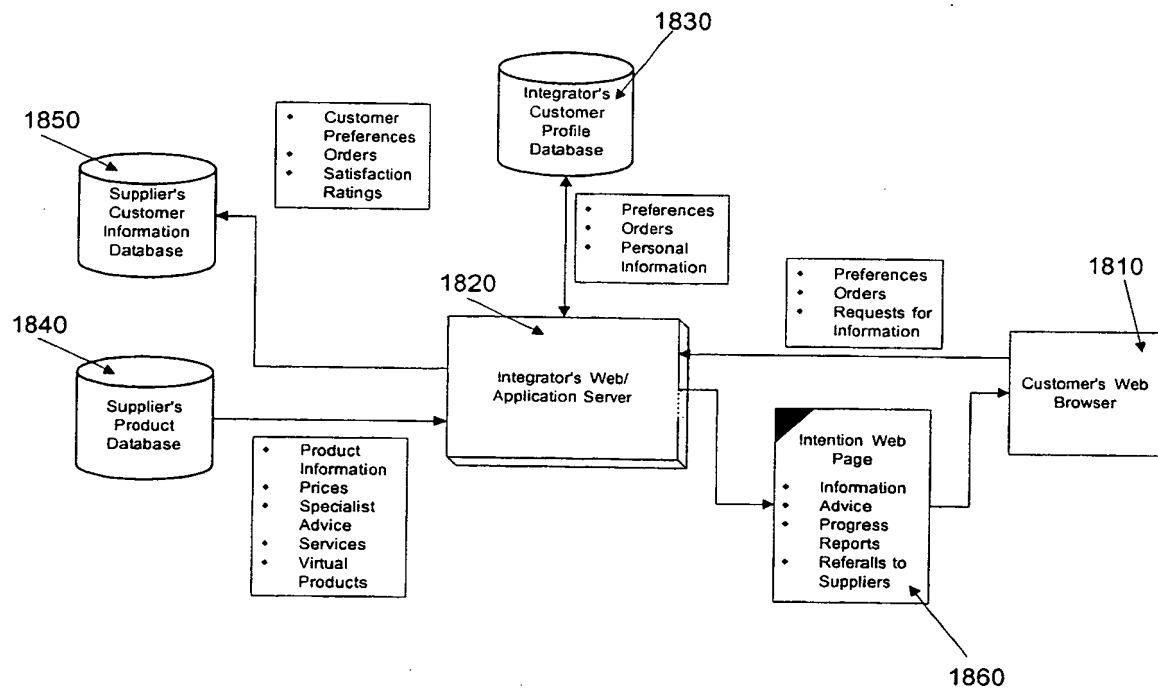 1830
Integrator's
Customer
Profile
Database
1850
Supplier's
Customer
Information
Database
• Customer
Preferences
• Orders
• Satisfaction
Ratings
• Preferences
• Orders
• Personal
Information
1810
• Preferences
• Orders
• Requests for
Information
1820
Integrator's Web/
Application Server
Customer's Web
Browser
1840
Supplier's
Product
Database
• Product
Information
• Prices
• Specialist
Advice
• Services
• Virtual
Products
Intention Web
Page
• Information
• Advice
• Progress
Reports
• Referalls to
Suppliers
1860